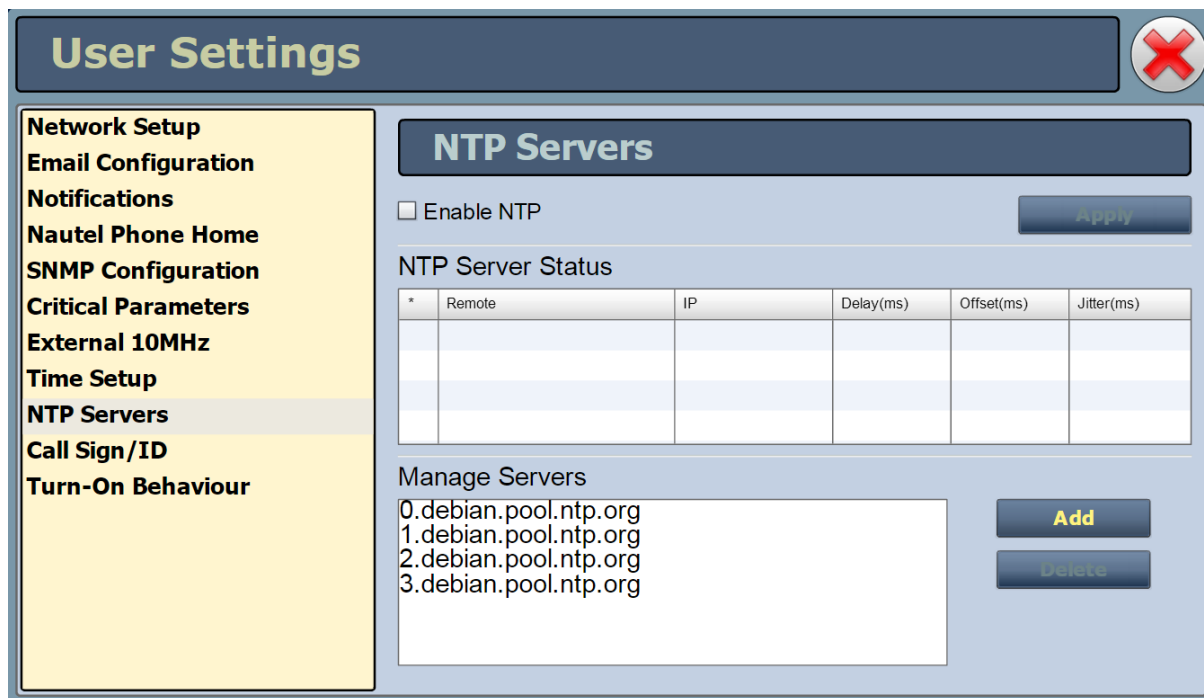 User Settings
Network Setup
Email Configuration
Notifications
Nautel Phone Home
SNMP Configuration
Critical Parameters
External 10MHz
Time Setup
NTP Servers
Call Sign/ID
Turn-On Behaviour
NTP Servers
Enable NTP
Apply
NTP Server Status
* Remote IP Delay(ms) Offset(ms) Jitter(ms)
Manage Servers
0.debian.pool.ntp.org
1.debian.pool.ntp.org
2.debian.pool.ntp.org
3.debian.pool.ntp.org
Add
Delete